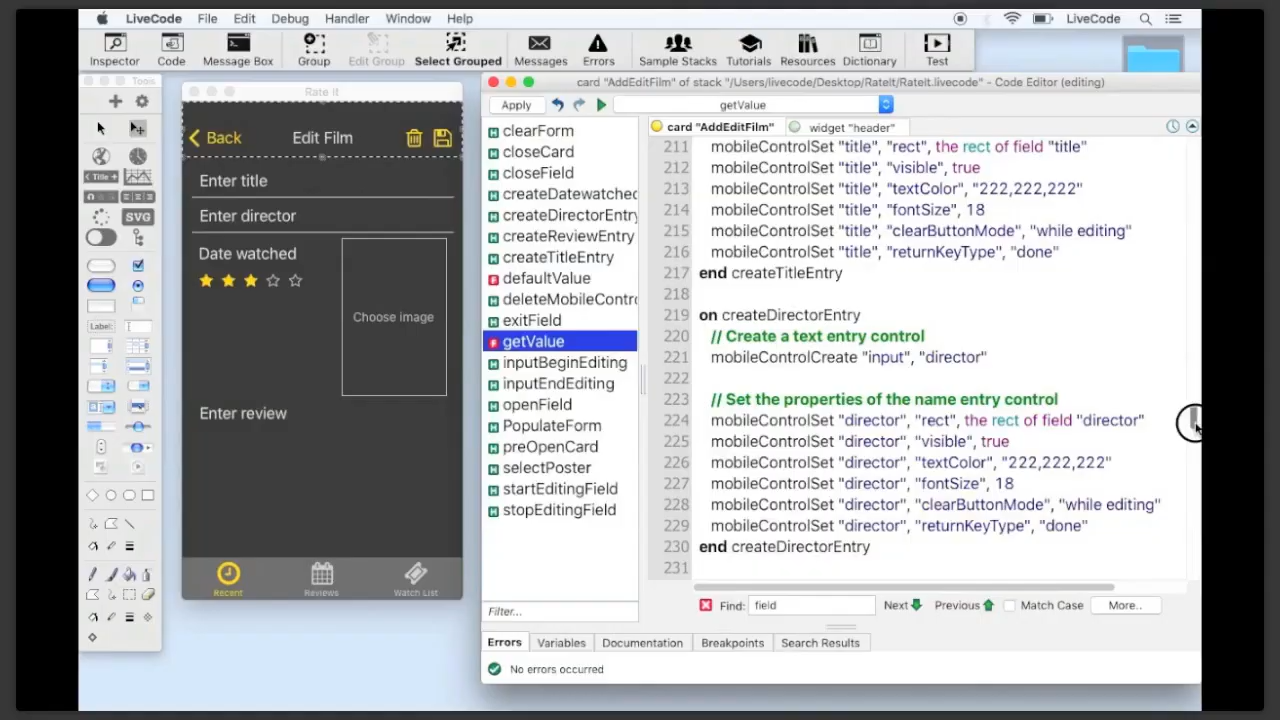 LiveCode File Edit Debug Handler Window Help LiveCode
Inspector Code Message Box Group Edit Group Select Grouped Messages Errors Sample Stacks Tutorials Resources Dictionary Test
Tools
< Title +
SVG
Label:
Rate It
Back Edit Film
Enter title
Enter director
Date watched
Choose image
Enter review
Recent Reviews Watch List
card "AddEditFilm" of stack "/Users/livecode/Desktop/RateIt/RateIt.livecode" - Code Editor (editing)
Apply getValue
clearForm
closeCard
closeField
createDatewatched
createDirectorEntry
createReviewEntry
createTitleEntry
defaultValue
deleteMobileContro
exitField
getValue
inputBeginEditing
inputEndEditing
openField
PopulateForm
preOpenCard
selectPoster
startEditingField
stopEditingField
Filter...
card "AddEditFilm" widget "header"
211 mobileControlSet "title", "rect", the rect of field "title"
212 mobileControlSet "title", "visible", true
213 mobileControlSet "title", "textColor", "222,222,222"
214 mobileControlSet "title", "fontSize", 18
215 mobileControlSet "title", "clearButtonMode", "while editing"
216 mobileControlSet "title", "returnKeyType", "done"
217 end createTitleEntry
218
219 on createDirectorEntry
220 // Create a text entry control
221 mobileControlCreate "input", "director"
222
223 // Set the properties of the name entry control
224 mobileControlSet "director", "rect", the rect of field "director"
225 mobileControlSet "director", "visible", true
226 mobileControlSet "director", "textColor", "222,222,222"
227 mobileControlSet "director", "fontSize", 18
228 mobileControlSet "director", "clearButtonMode", "while editing"
229 mobileControlSet "director", "returnKeyType", "done"
230 end createDirectorEntry
231
Find: field Next Previous Match Case More..
Errors Variables Documentation Breakpoints Search Results
No errors occurred